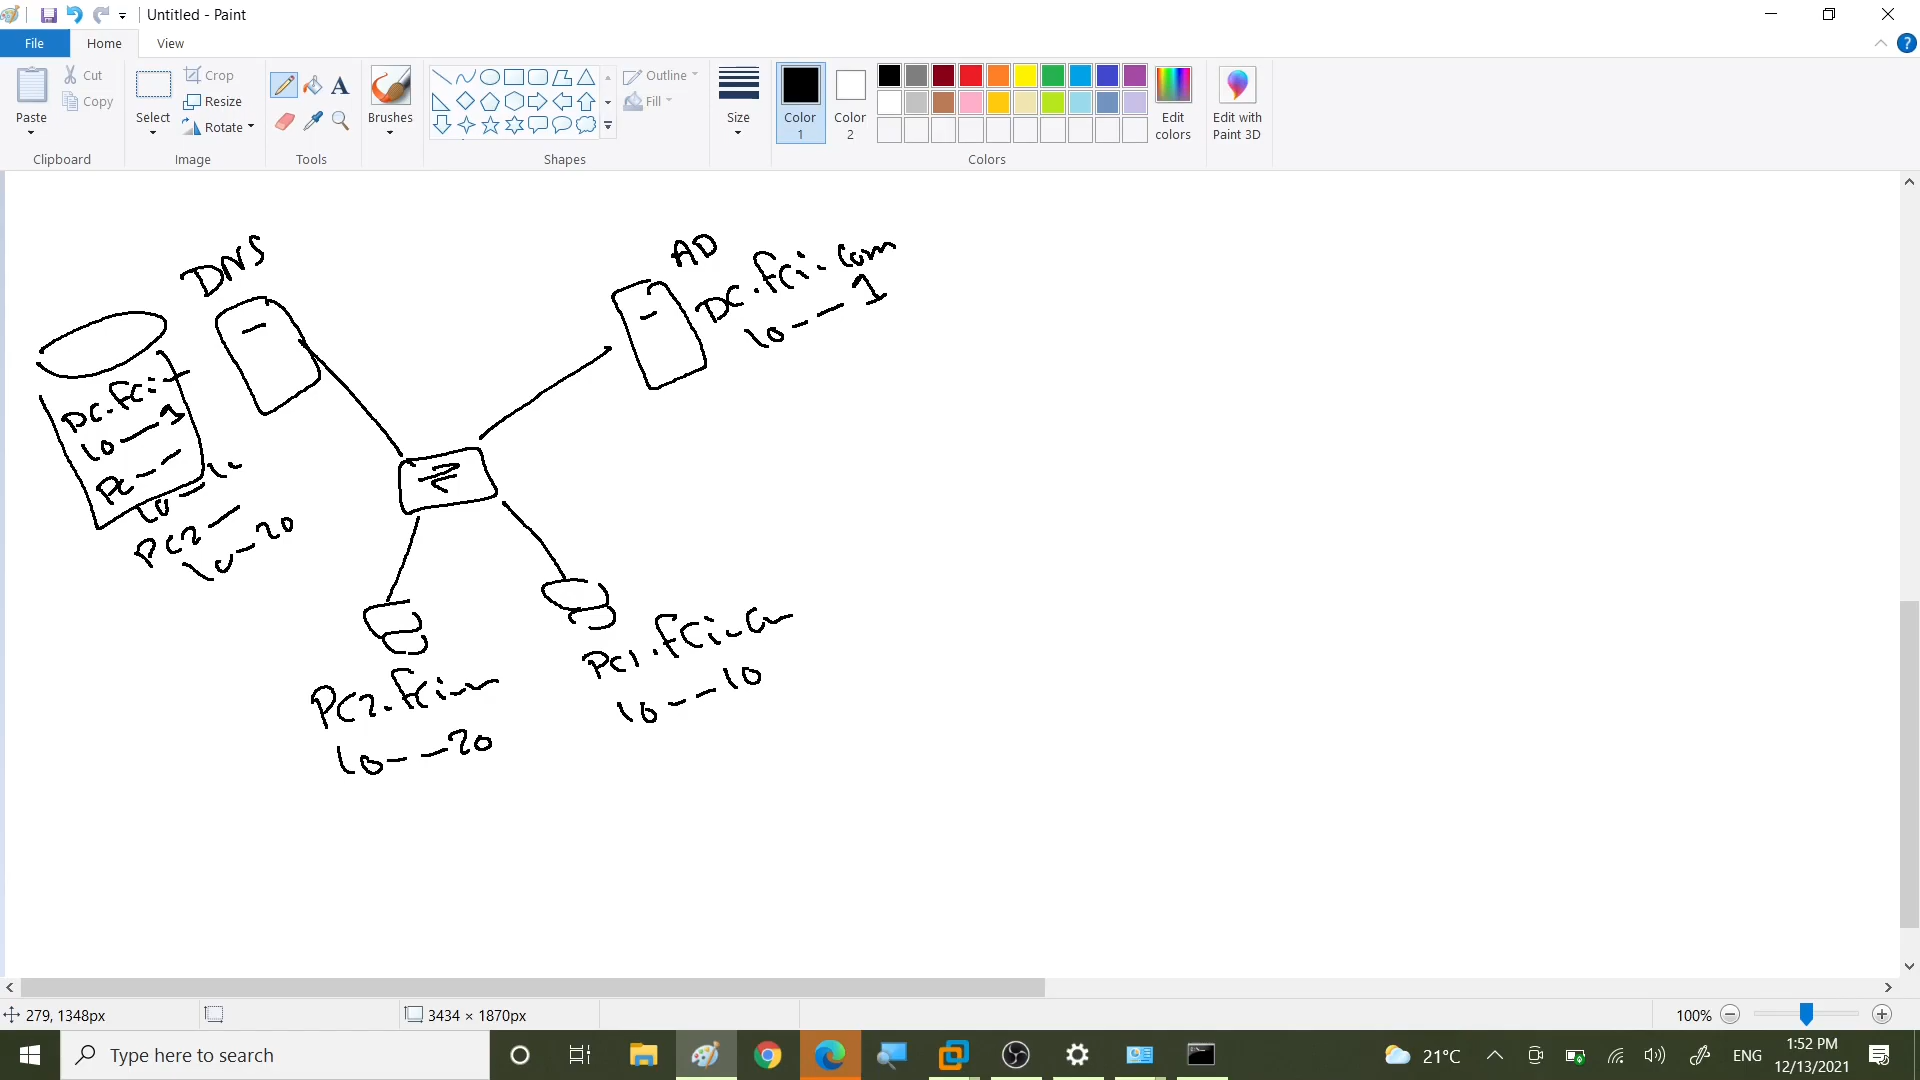 Untitled - Paint
File
Home
View
Paste
Cut
Copy
Clipboard
Select
Crop
Resize
Rotate
Image
Tools
Brushes
Shapes
Outline
Fill
Size
Color 1
Color 2
Edit colors
Colors
Edit with Paint 3D
DNS
AD
DC.FCi.com
10---1
DC.FCi-
10---1
PC---
10---10
PC2---
10--20
PC1.FCi.com
10---10
PC2.FCi--
10---20
279, 1348px
3434 × 1870px
100%
Type here to search
21°C
ENG
1:52 PM
12/13/2021